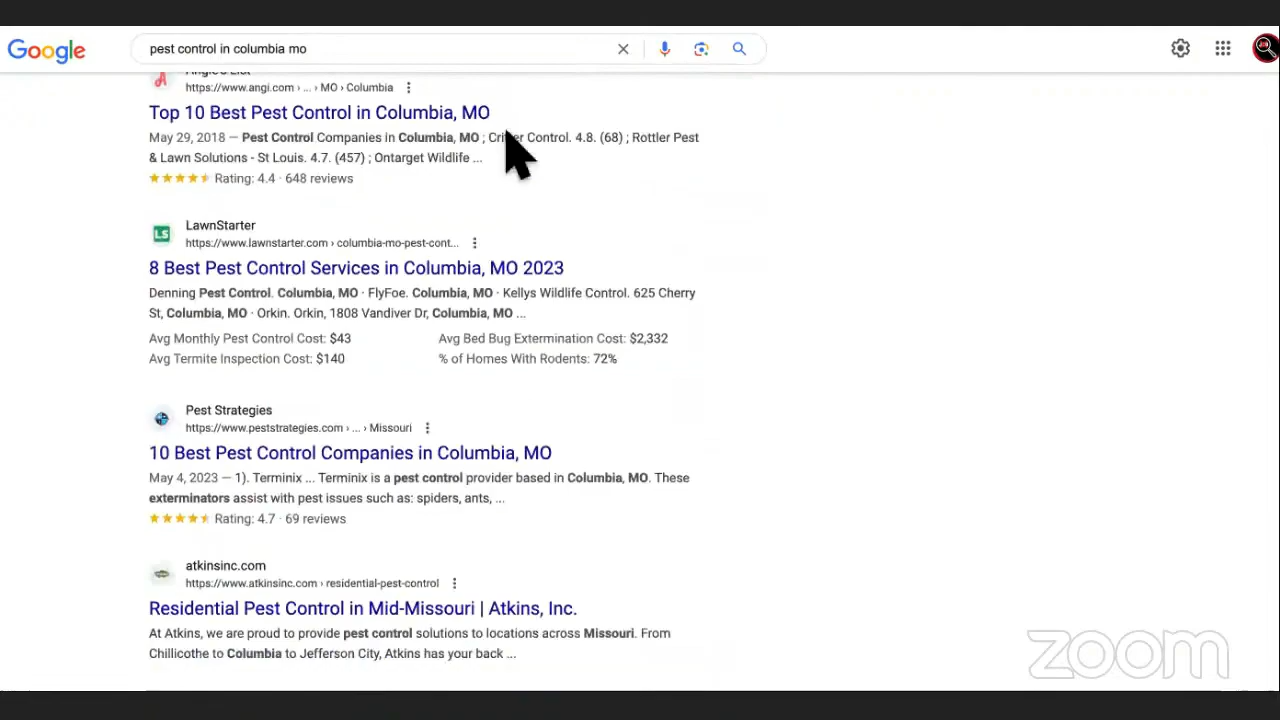 Google
pest control in columbia mo
Angie's List
https://www.angi.com › ... › MO › Columbia
Top 10 Best Pest Control in Columbia, MO
May 29, 2018 — Pest Control Companies in Columbia, MO ; Control. 4.8. (68) ; Rottler Pest
& Lawn Solutions - St Louis. 4.7. (457) ; Ontarget Wildlife ...
Rating: 4.4 · 648 reviews
LawnStarter
LS
https://www.lawnstarter.com › columbia-mo-pest-cont...
8 Best Pest Control Services in Columbia, MO 2023
Denning Pest Control. Columbia, MO · FlyFoe. Columbia, MO · Kellys Wildlife Control. 625 Cherry
St, Columbia, MO · Orkin. Orkin, 1808 Vandiver Dr, Columbia, MO ...
Avg Monthly Pest Control Cost: $43 Avg Bed Bug Extermination Cost: $2,332
Avg Termite Inspection Cost: $140 % of Homes With Rodents: 72%
Pest Strategies
https://www.peststrategies.com › ... › Missouri
10 Best Pest Control Companies in Columbia, MO
May 4, 2023 — 1). Terminix ... Terminix is a pest control provider based in Columbia, MO. These
exterminators assist with pest issues such as: spiders, ants, ...
Rating: 4.7 · 69 reviews
atkinsinc.com
https://www.atkinsinc.com › residential-pest-control
Residential Pest Control in Mid-Missouri | Atkins, Inc.
At Atkins, we are proud to provide pest control solutions to locations across Missouri. From
Chillicothe to Columbia to Jefferson City, Atkins has your back ...
zoom